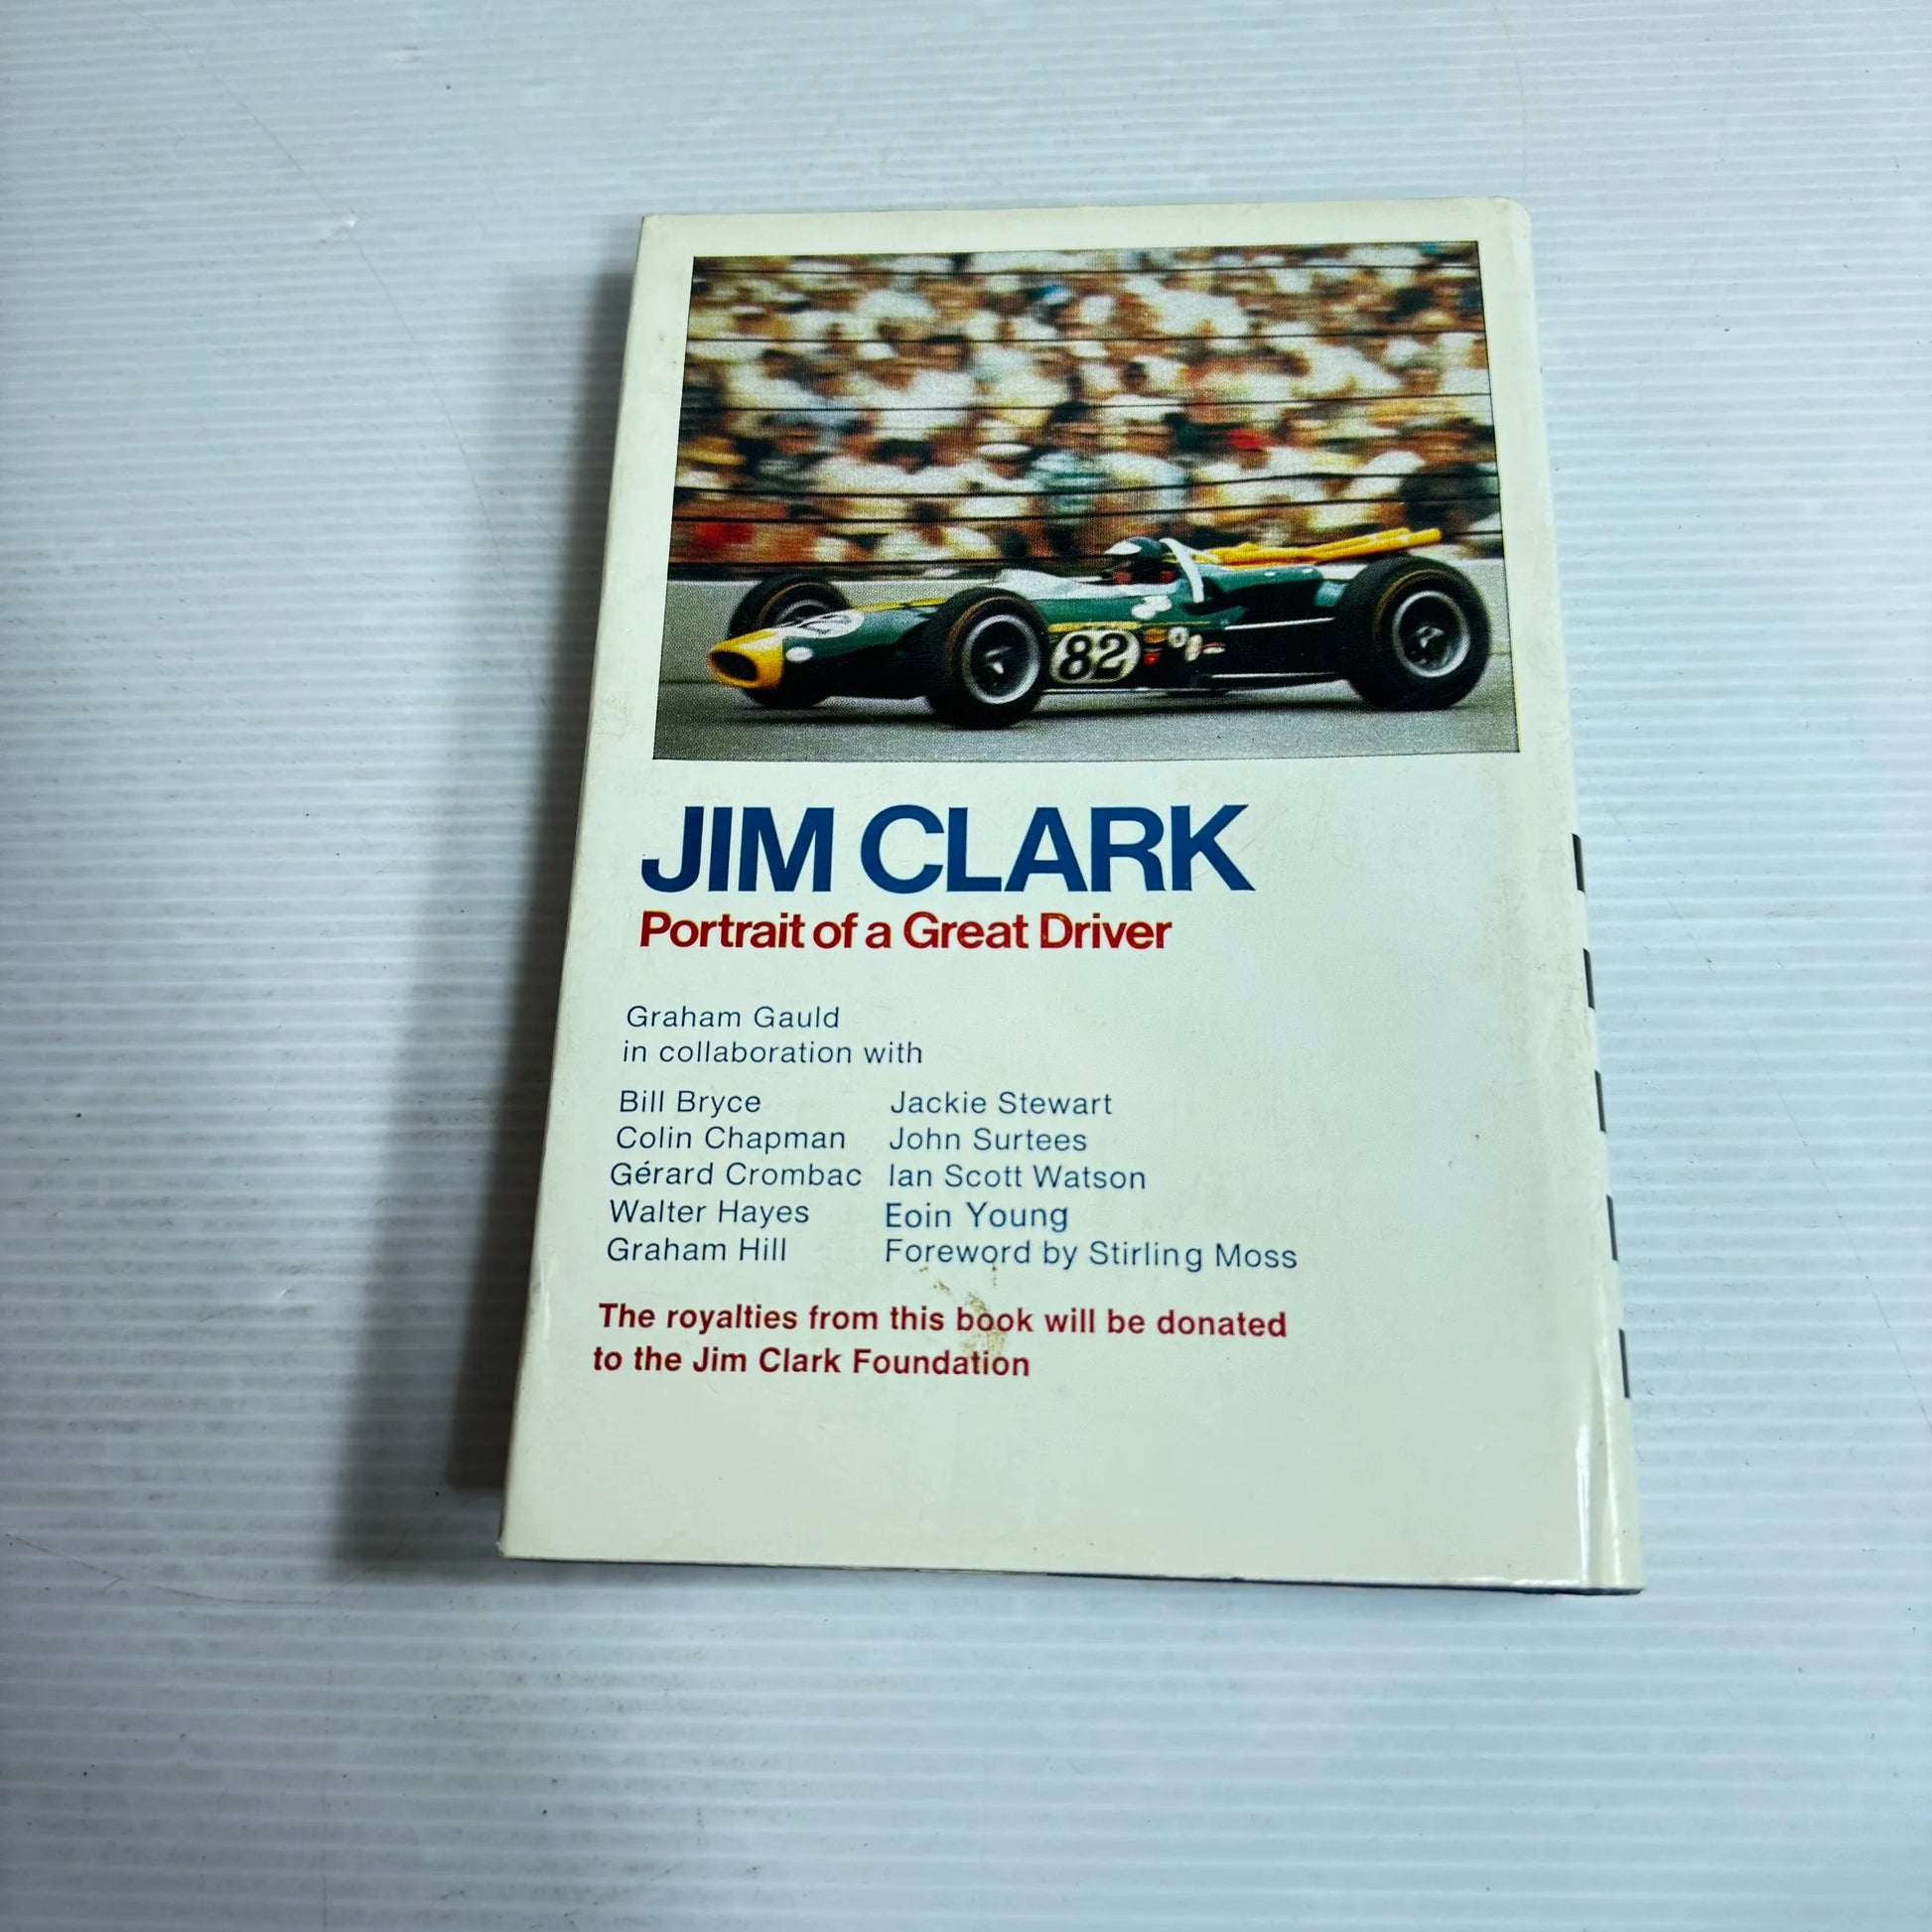 82
JIM CLARK
Portrait of a Great Driver
Graham Gauld
in collaboration with
Bill Bryce
Colin Chapman
Gérard Crombac
Walter Hayes
Graham Hill
Jackie Stewart
John Surtees
Ian Scott Watson
Eoin Young
Foreword by Stirling Moss
The royalties from this book will be donated
to the Jim Clark Foundation